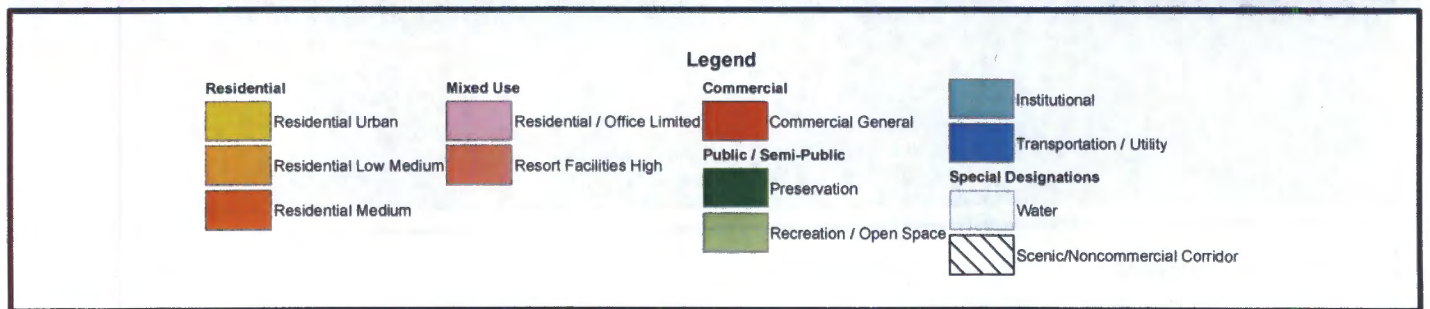 Legend
Residential
Residential Urban
Residential Low Medium
Residential Medium
Mixed Use
Residential / Office Limited
Resort Facilities High
Commercial
Commercial General
Public / Semi-Public
Preservation
Recreation / Open Space
Institutional
Transportation / Utility
Special Designations
Water
Scenic/Noncommercial Corridor